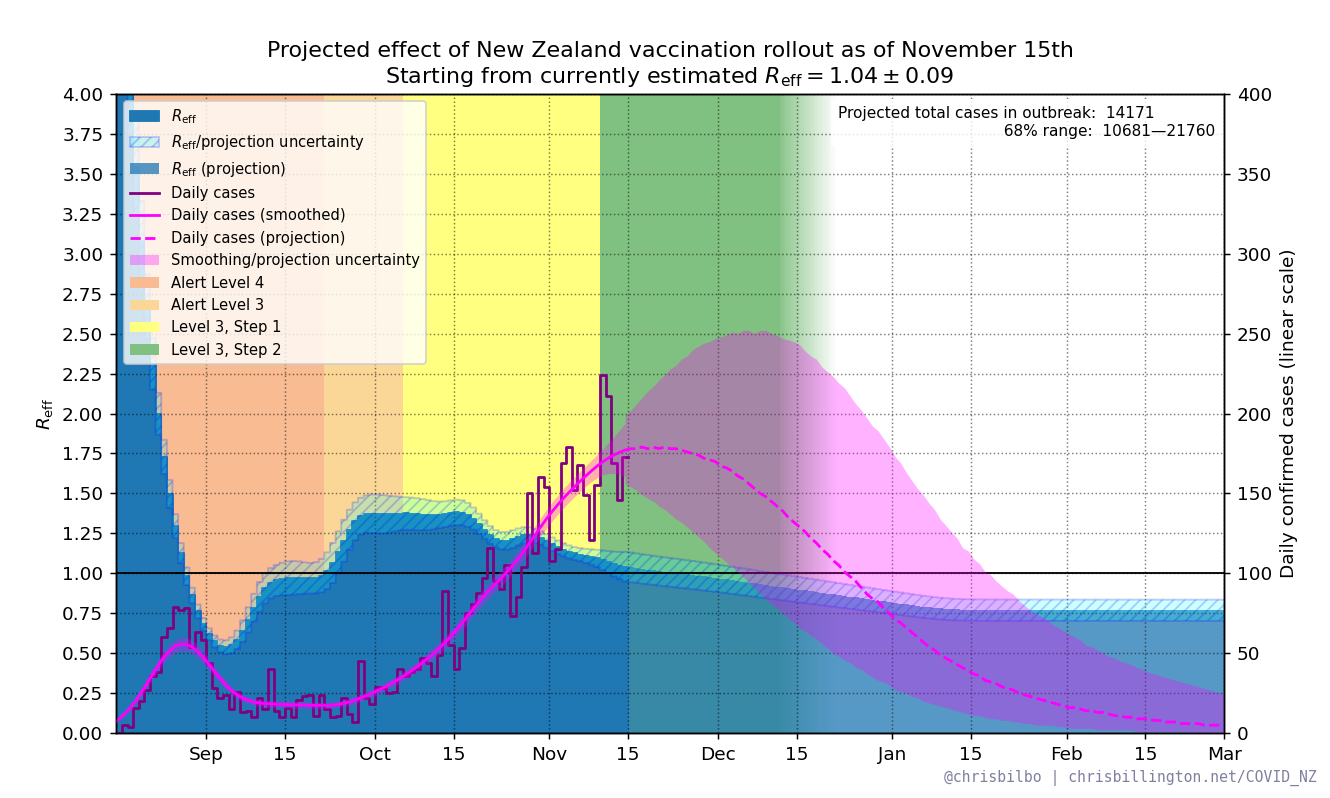 Projected effect of New Zealand vaccination rollout as of November 15th
Starting from currently estimated R_eff = 1.04 ± 0.09
Projected total cases in outbreak: 14171
68% range: 10681—21760
R_eff
R_eff/projection uncertainty
R_eff (projection)
Daily cases
Daily cases (smoothed)
Daily cases (projection)
Smoothing/projection uncertainty
Alert Level 4
Alert Level 3
Level 3, Step 1
Level 3, Step 2
R_eff
4.00
3.75
3.50
3.25
3.00
2.75
2.50
2.25
2.00
1.75
1.50
1.25
1.00
0.75
0.50
0.25
0.00
400
350
300
250
200
150
100
50
0
Daily confirmed cases (linear scale)
Sep 15 Oct 15 Nov 15 Dec 15 Jan 15 Feb 15 Mar
@chrisbilbo | chrisbillington.net/COVID_NZ